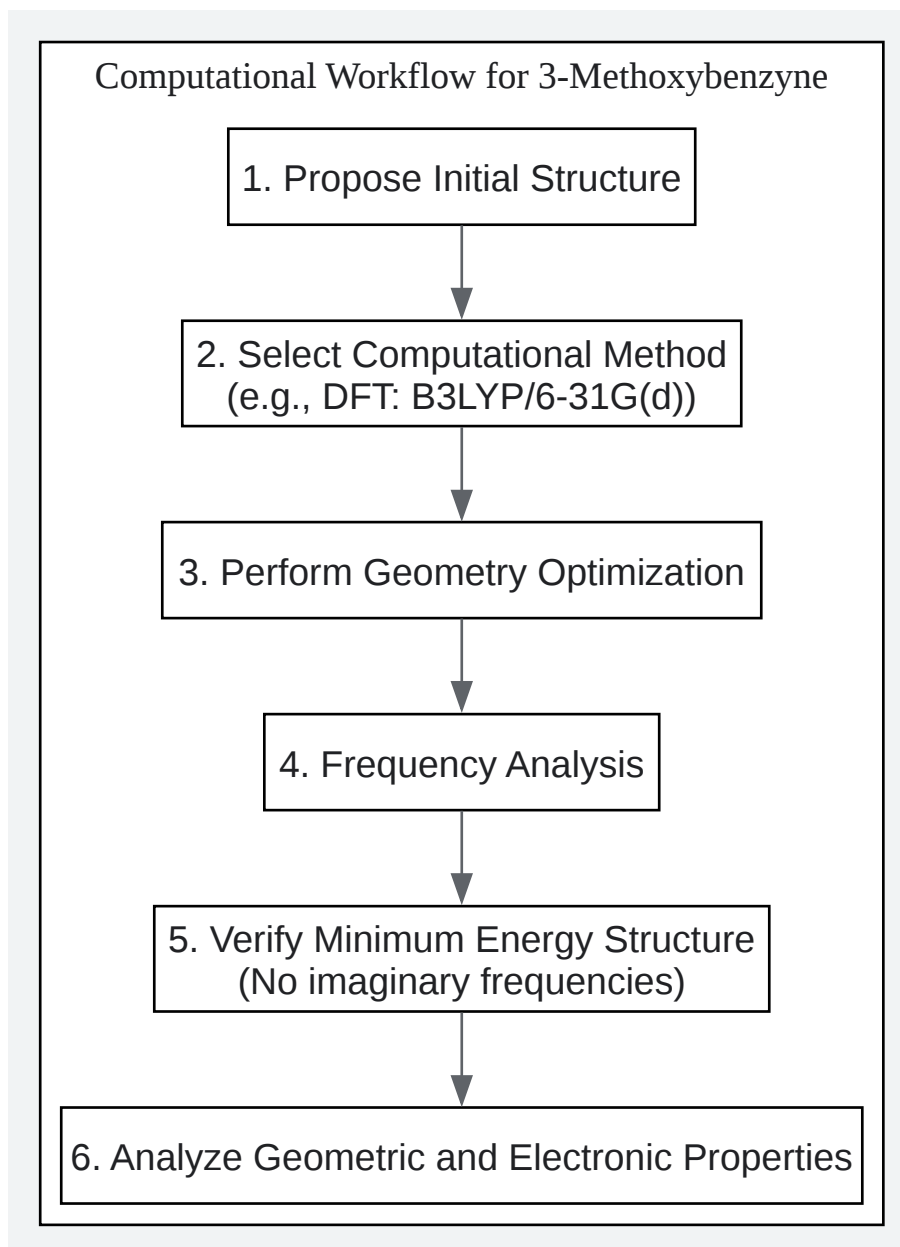 Computational Workflow for 3-Methoxybenzyne
1. Propose Initial Structure
2. Select Computational Method
(e.g., DFT: B3LYP/6-31G(d))
3. Perform Geometry Optimization
4. Frequency Analysis
5. Verify Minimum Energy Structure
(No imaginary frequencies)
6. Analyze Geometric and Electronic Properties